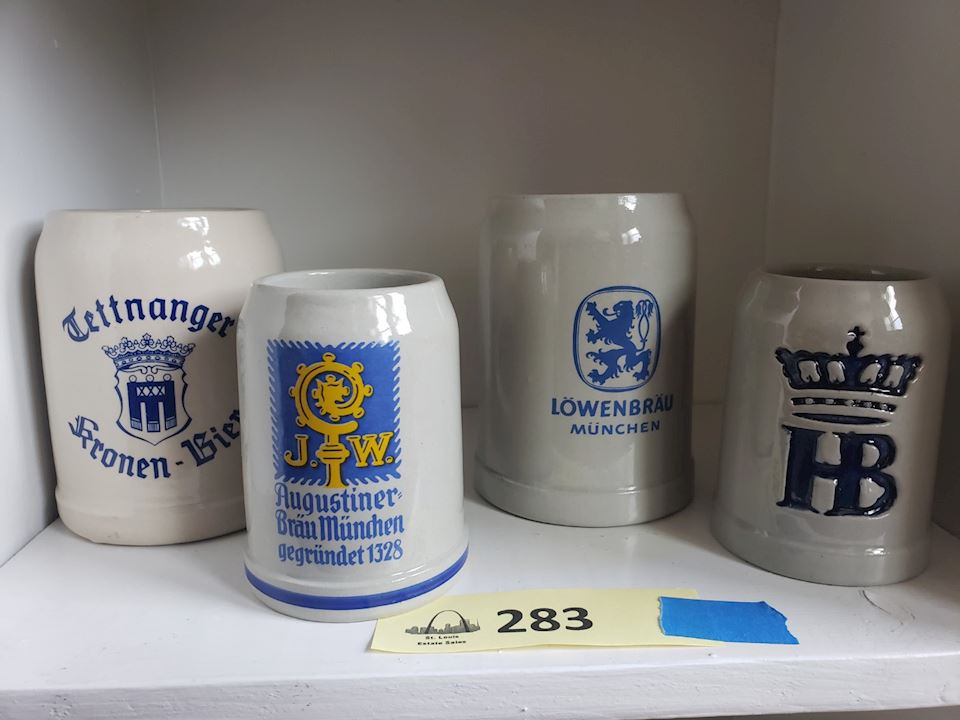 Tettnanger
Kronen-Bier
J. W.
Augustiner-
Bräu München
gegründet 1328
LÖWENBRÄU
MÜNCHEN
HB
283
St. Louis
Estate Sales